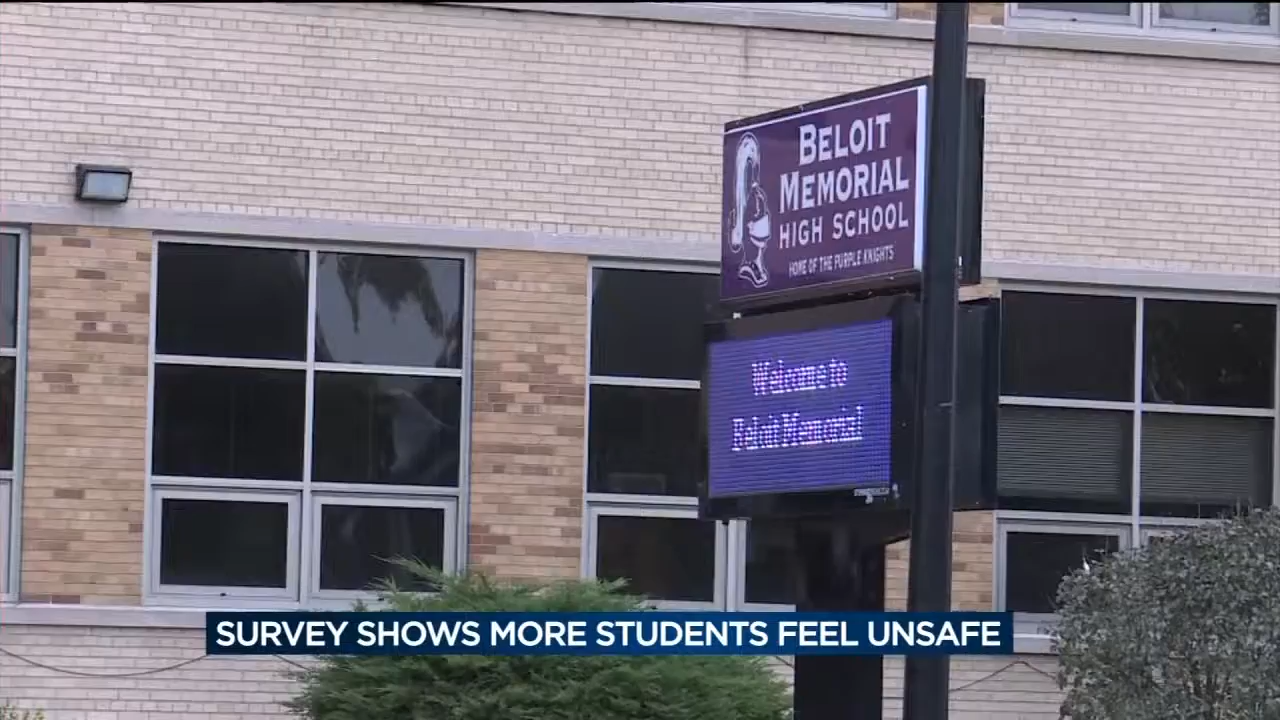 BELOIT
MEMORIAL
HIGH SCHOOL
HOME OF THE PURPLE KNIGHTS
Welcome to
Beloit Memorial
SURVEY SHOWS MORE STUDENTS FEEL UNSAFE